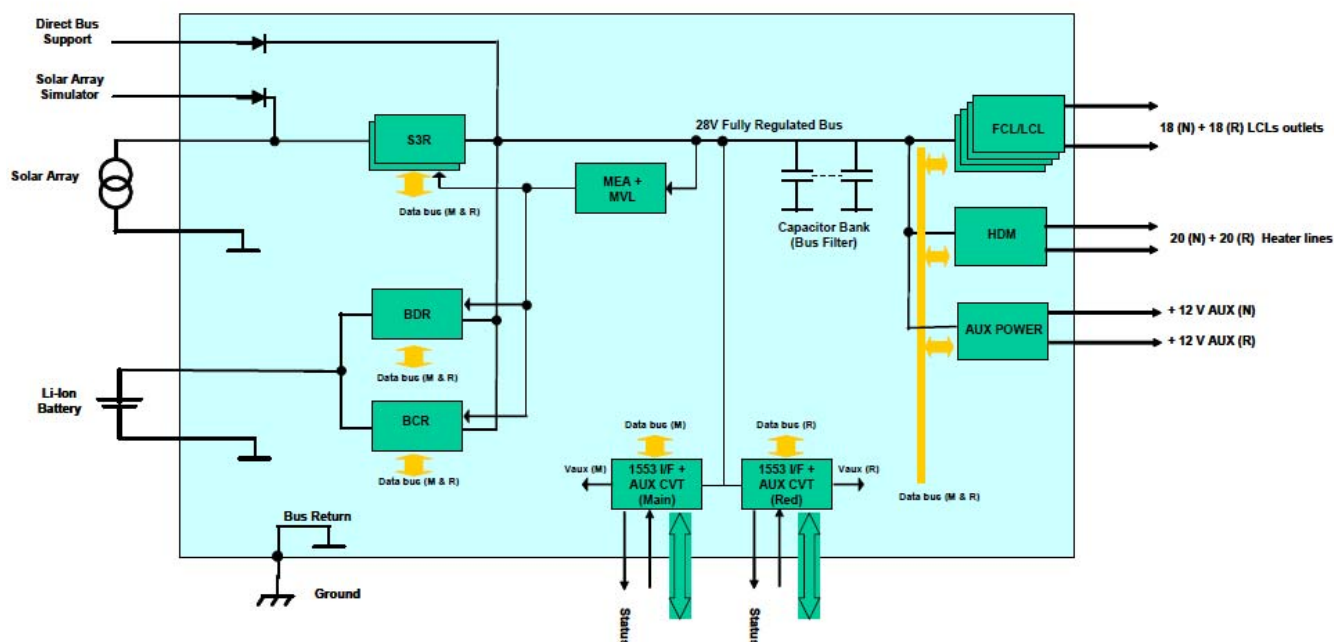 Direct Bus
Support
Solar Array
Simulator
S3R
28V Fully Regulated Bus
FCL/LCL
18 (N) + 18 (R) LCLs outlets
Solar Array
MEA +
MVL
Data bus (M & R)
Capacitor Bank
(Bus Filter)
HDM
20 (N) + 20 (R) Heater lines
BDR
AUX POWER
+ 12 V AUX (N)
+ 12 V AUX (R)
Data bus (M & R)
Li-Ion
Battery
BCR
Data bus (M)
Data bus (R)
Data bus (M & R)
Vaux (M)
1553 I/F +
AUX CVT
(Main)
1553 I/F +
AUX CVT
(Red)
Vaux (R)
Data bus (M & R)
Bus Return
Ground
Status
Status